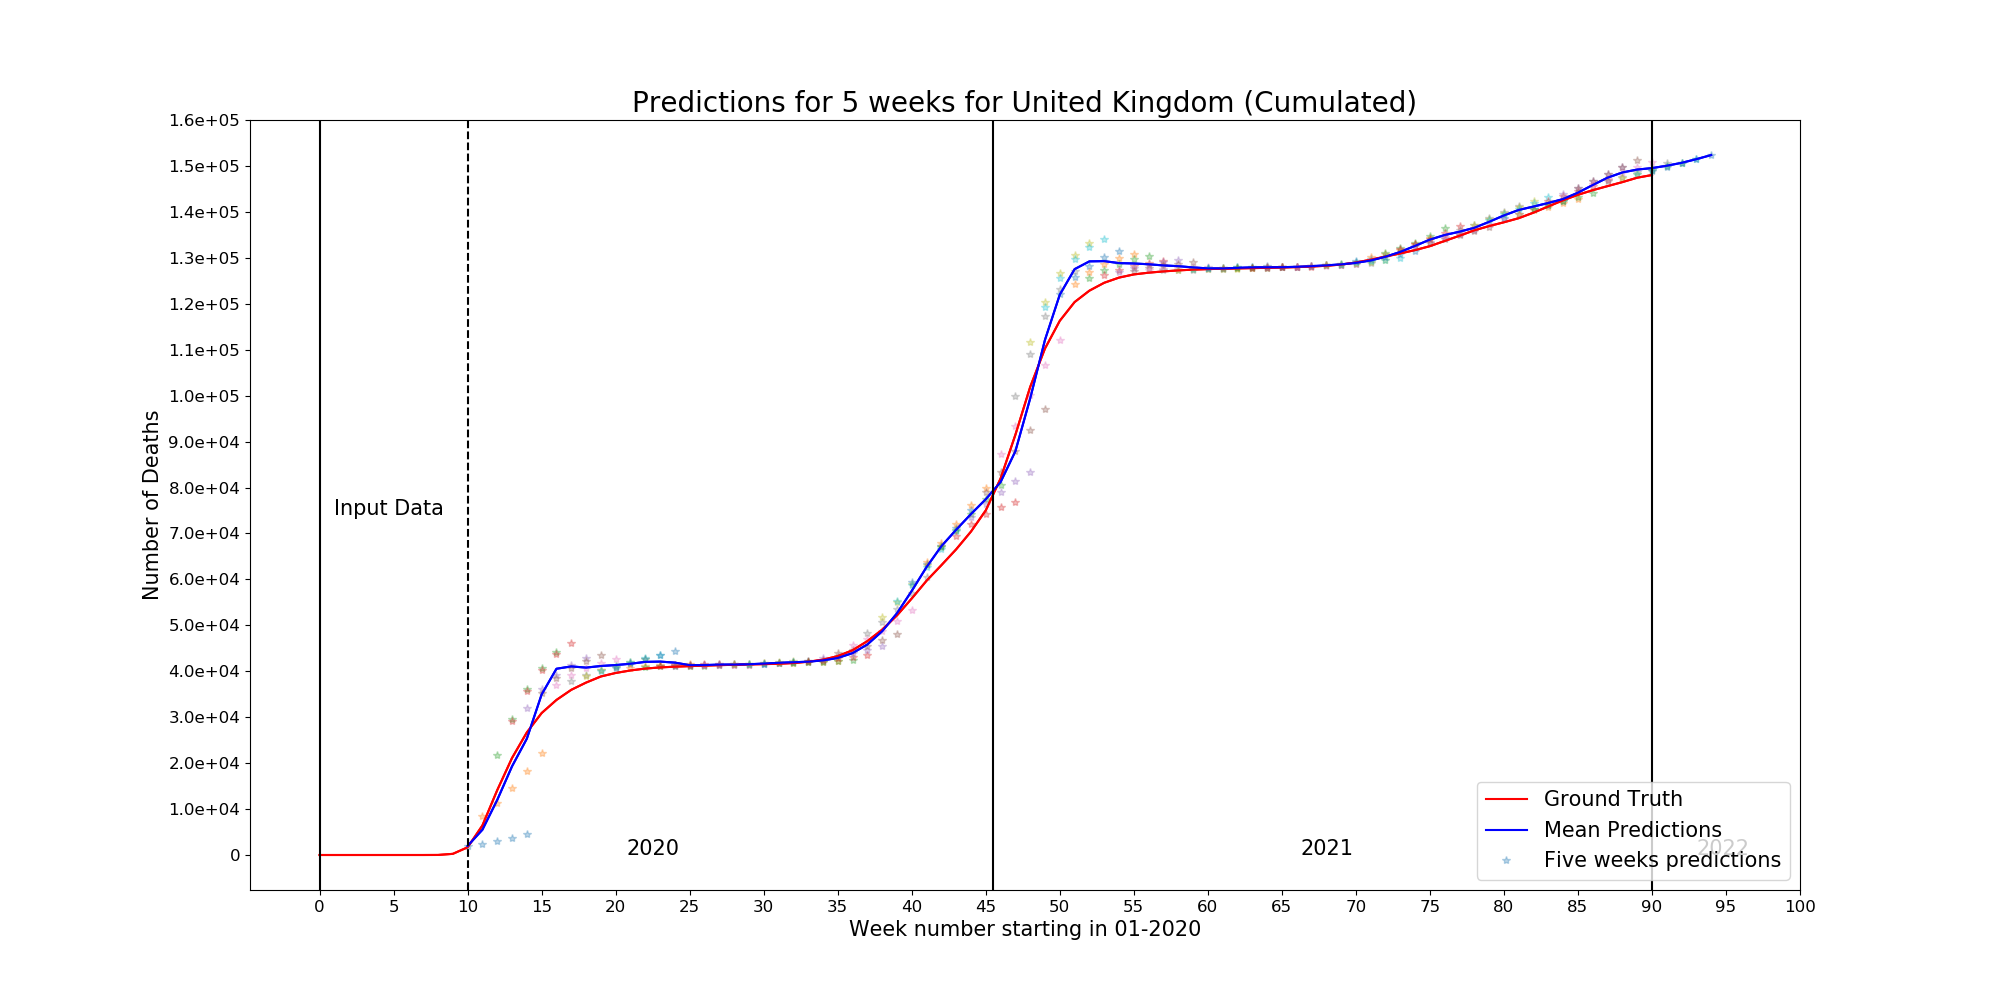 Predictions for 5 weeks for United Kingdom (Cumulated)
1.6e+05
1.5e+05
1.4e+05
1.3e+05
1.2e+05
1.1e+05
1.0e+05
9.0e+04
8.0e+04
7.0e+04
6.0e+04
5.0e+04
4.0e+04
3.0e+04
2.0e+04
1.0e+04
0
Number of Deaths
Input Data
2020
2021
2022
Ground Truth
Mean Predictions
Five weeks predictions
0 5 10 15 20 25 30 35 40 45 50 55 60 65 70 75 80 85 90 95 100
Week number starting in 01-2020